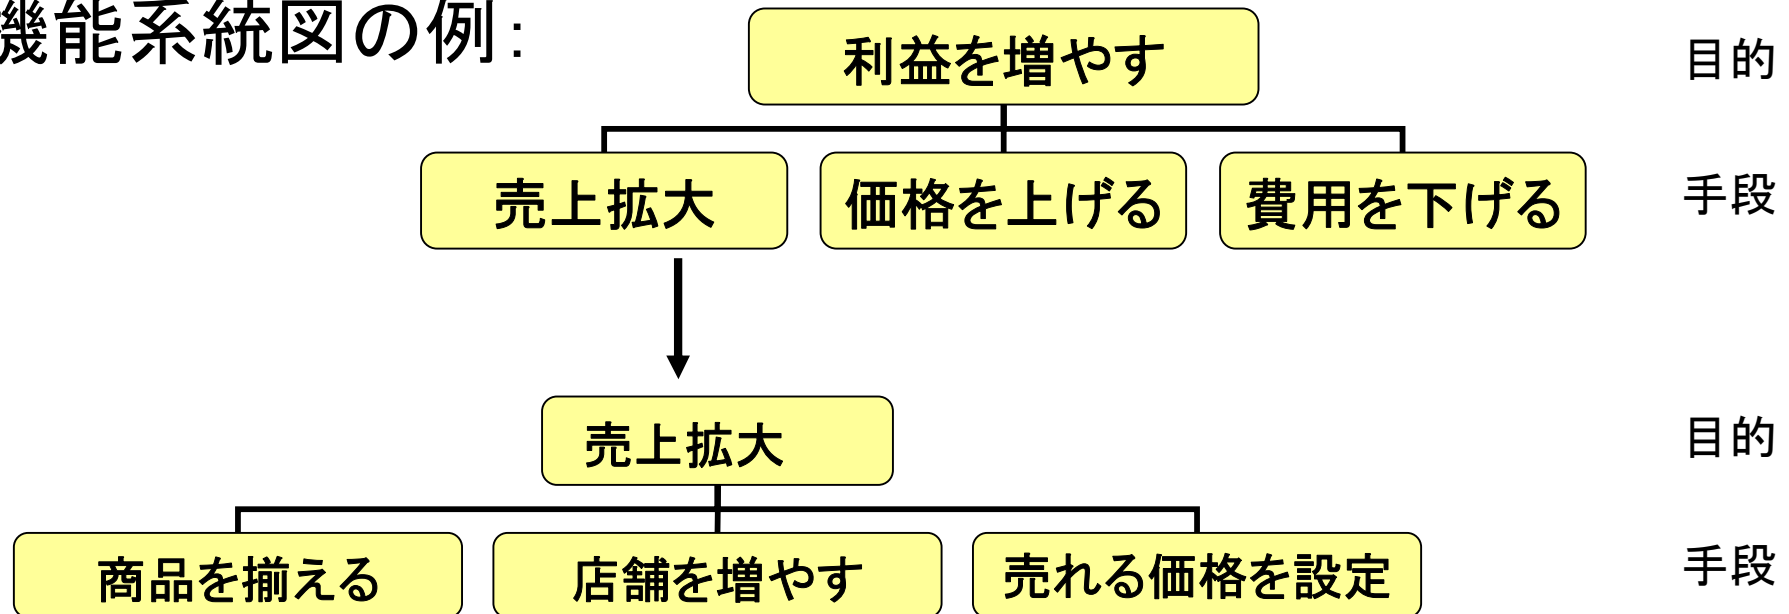 機能系統図の例:
利益を増やす 目的
売上拡大 価格を上げる 費用を下げる 手段
売上拡大 目的
商品を揃える 店舗を増やす 売れる価格を設定 手段